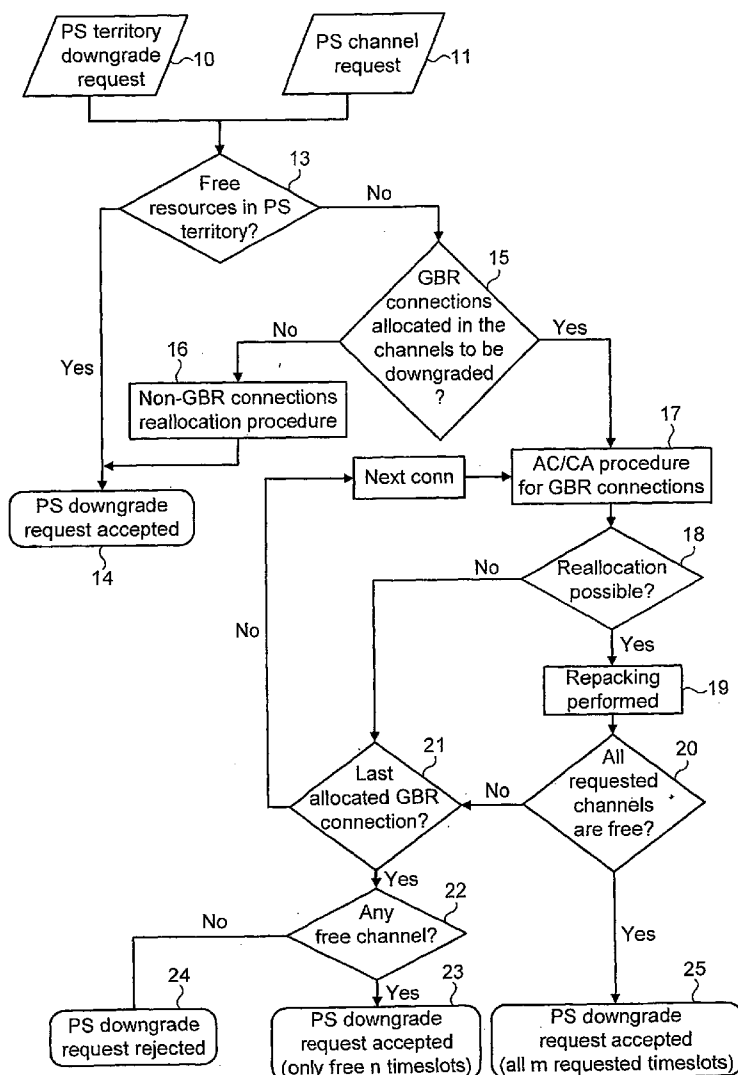 PS territory
downgrade
request
10
PS channel
request
11
13
Free
resources in PS
territory?
No
Yes
15
GBR
connections
allocated in the
channels to be
downgraded
?
No
Yes
16
Non-GBR connections
reallocation procedure
17
AC/CA procedure
for GBR connections
Next conn
PS downgrade
request accepted
14
18
Reallocation
possible?
No
Yes
No
Repacking
performed
19
20
All
requested
channels
are free?
No
Yes
21
Last
allocated GBR
connection?
Yes
22
Any
free channel?
No
Yes
24
PS downgrade
request rejected
23
PS downgrade
request accepted
(only free n timeslots)
25
PS downgrade
request accepted
(all m requested timeslots)